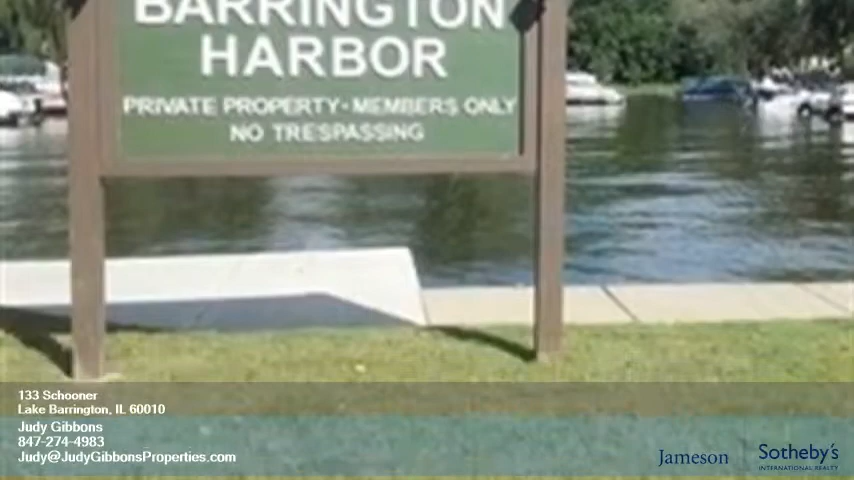 BARRINGTON
HARBOR
PRIVATE PROPERTY · MEMBERS ONLY
NO TRESPASSING
133 Schooner
Lake Barrington, IL 60010
Judy Gibbons
847-274-4983
Judy@JudyGibbonsProperties.com
Jameson
Sotheby's
INTERNATIONAL REALTY